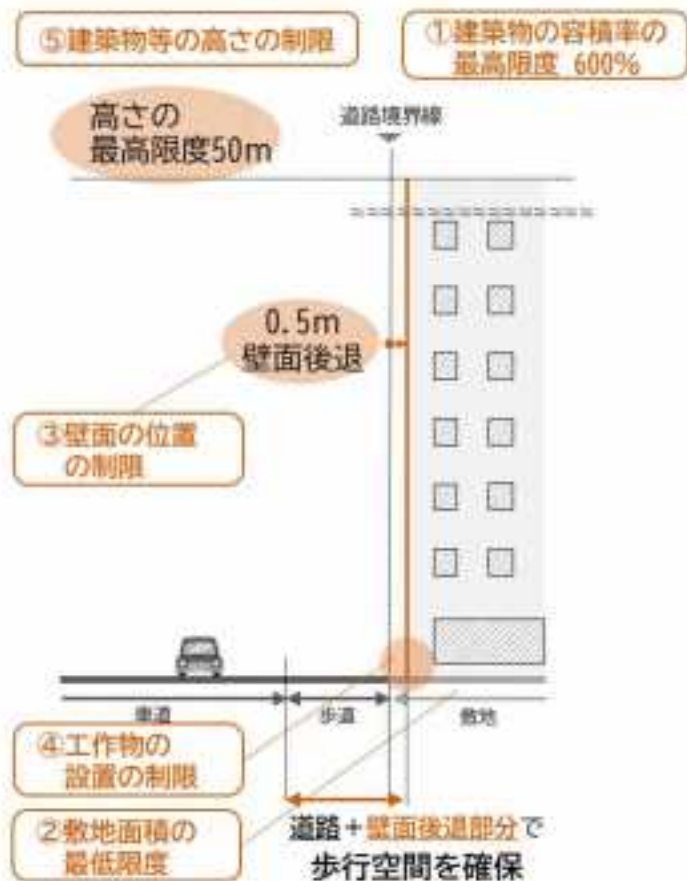 ⑤建築物等の高さの制限
①建築物の容積率の
最高限度 600%
高さの
最高限度50m
道路境界線
0.5m
壁面後退
③壁面の位置
の制限
車道
歩道
敷地
④工作物の
設置の制限
②敷地面積の
最低限度
道路+壁面後退部分で
歩行空間を確保